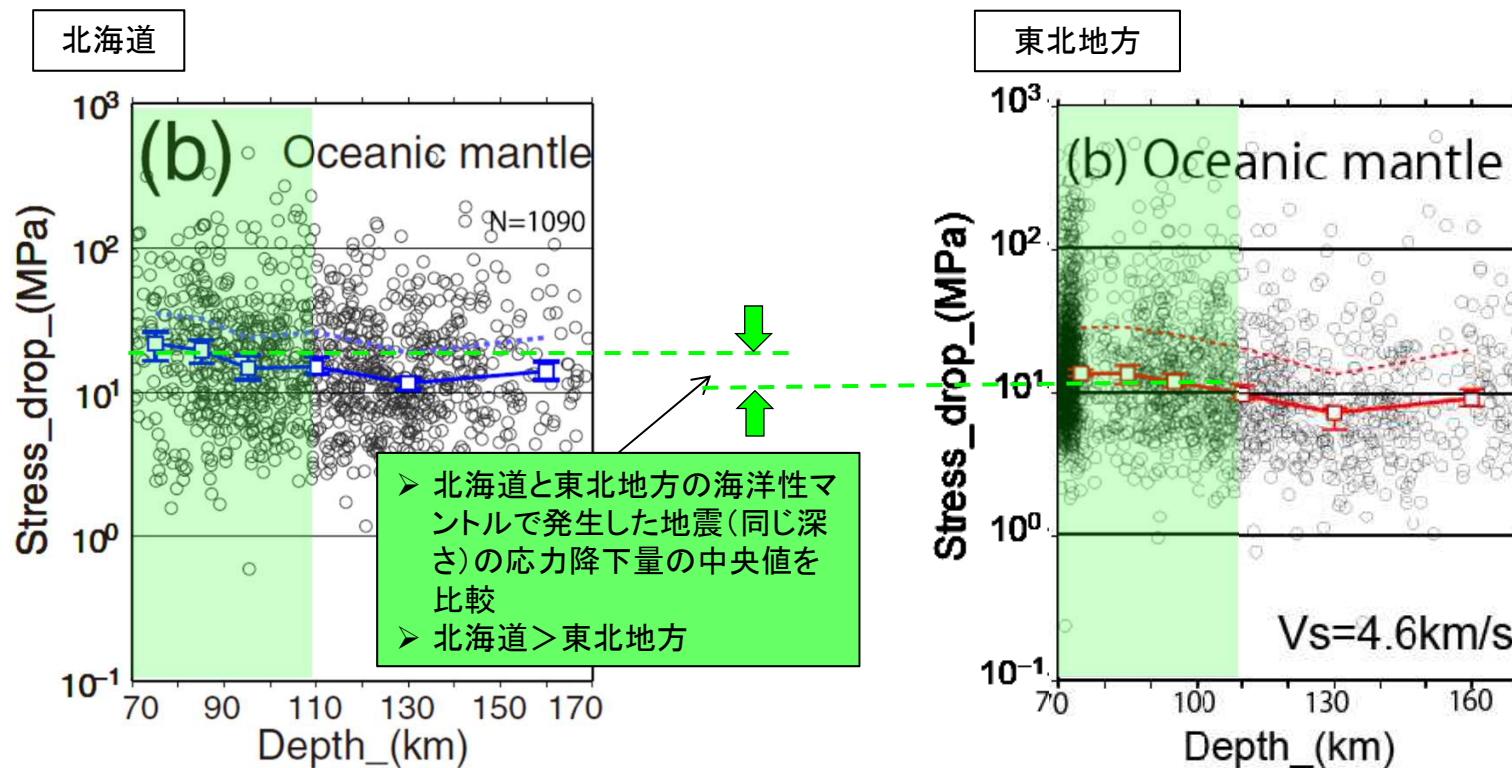 北海道
10³
10²
10¹
10⁰
10⁻¹
Stress_drop_(MPa)
(b) Oceanic mantle
N=1090
70 90 110 130 150 170
Depth_(km)
➢ 北海道と東北地方の海洋性マ
ントルで発生した地震(同じ深
さ)の応力降下量の中央値を
比較
➢ 北海道＞東北地方
東北地方
10³
10²
10¹
10⁰
10⁻¹
Stress_drop_(MPa)
(b) Oceanic mantle
Vs=4.6km/s
70 100 130 160
Depth_(km)